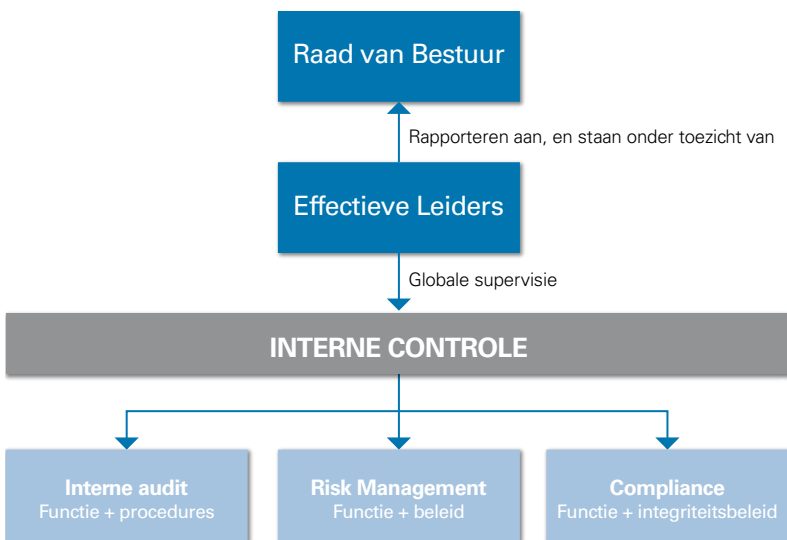 Raad van Bestuur
Rapporteren aan, en staan onder toezicht van
Effectieve Leiders
Globale supervisie
INTERNE CONTROLE
Interne audit
Functie + procedures
Risk Management
Functie + beleid
Compliance
Functie + integriteitsbeleid